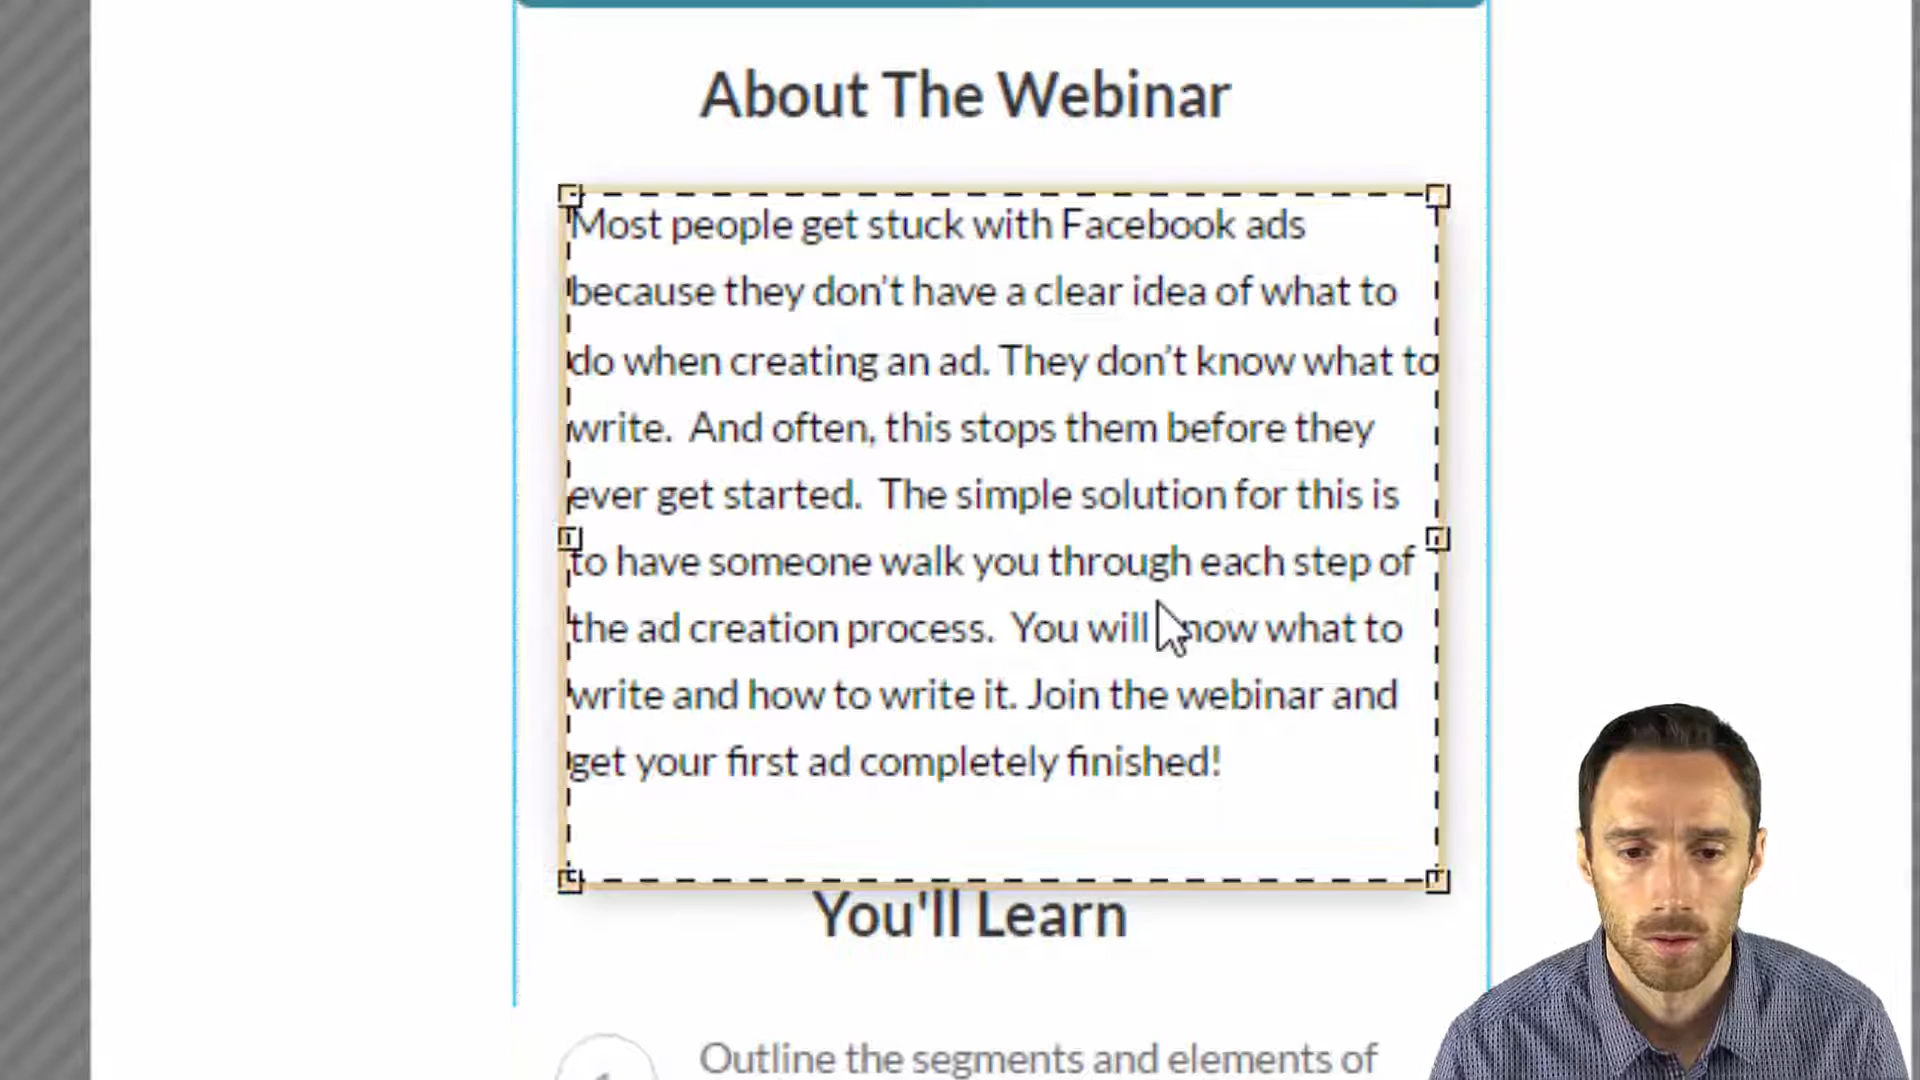 About The Webinar
Most people get stuck with Facebook ads
because they don't have a clear idea of what to
do when creating an ad. They don't know what to
write.  And often, this stops them before they
ever get started.  The simple solution for this is
to have someone walk you through each step of
the ad creation process.  You will know what to
write and how to write it. Join the webinar and
get your first ad completely finished!
You'll Learn
Outline the segments and elements of